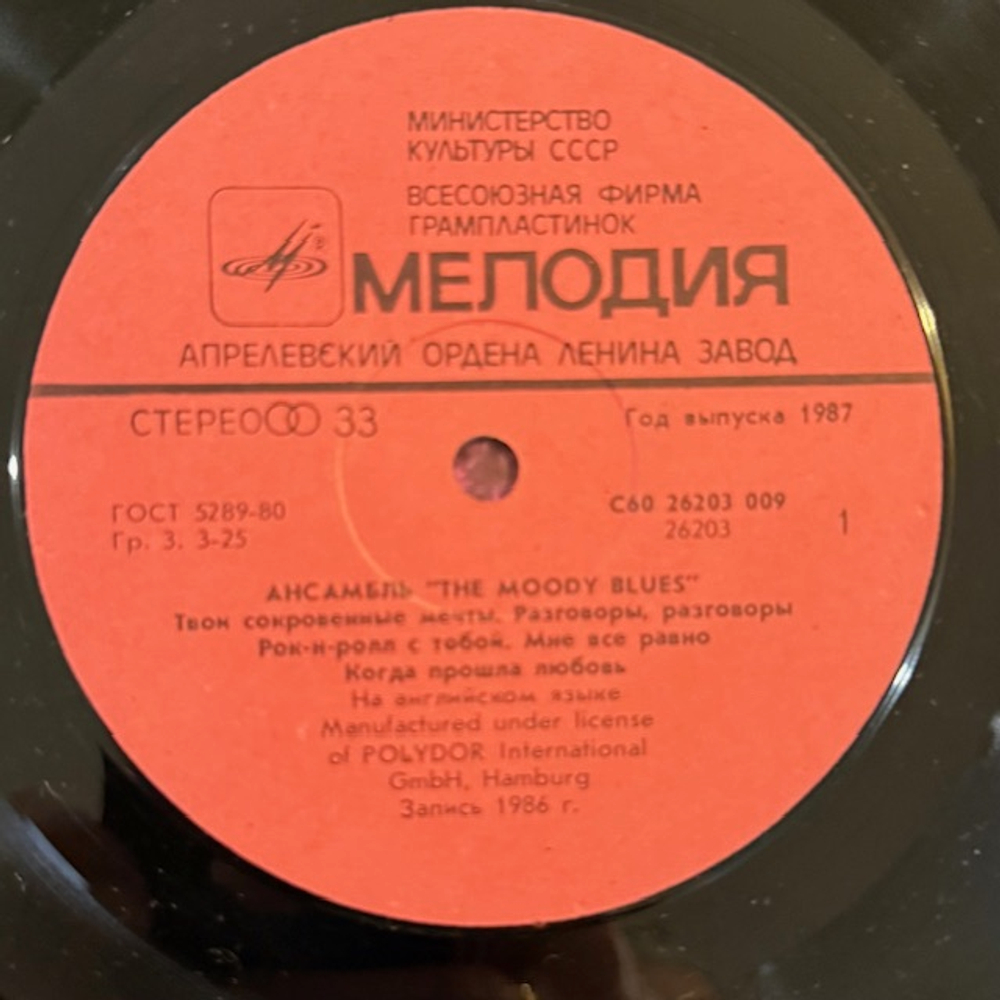 МИНИСТЕРСТВО
КУЛЬТУРЫ СССР
ВСЕСОЮЗНАЯ ФИРМА
ГРАМПЛАСТИНОК
®
МЕЛОДИЯ
АПРЕЛЕВСКИЙ ОРДЕНА ЛЕНИНА ЗАВОД
СТЕРЕО 33
Год выпуска 1987
ГОСТ 5289-80
Гр. 3. 3-25
С60 26203 009
26203
1
АНСАМБЛЬ "THE MOODY BLUES"
Твои сокровенные мечты. Разговоры, разговоры
Рок-н-ролл с тобой. Мне все равно
Когда прошла любовь
На английском языке
Manufactured under license
of POLYDOR International
GmbH, Hamburg
Запись 1986 г.